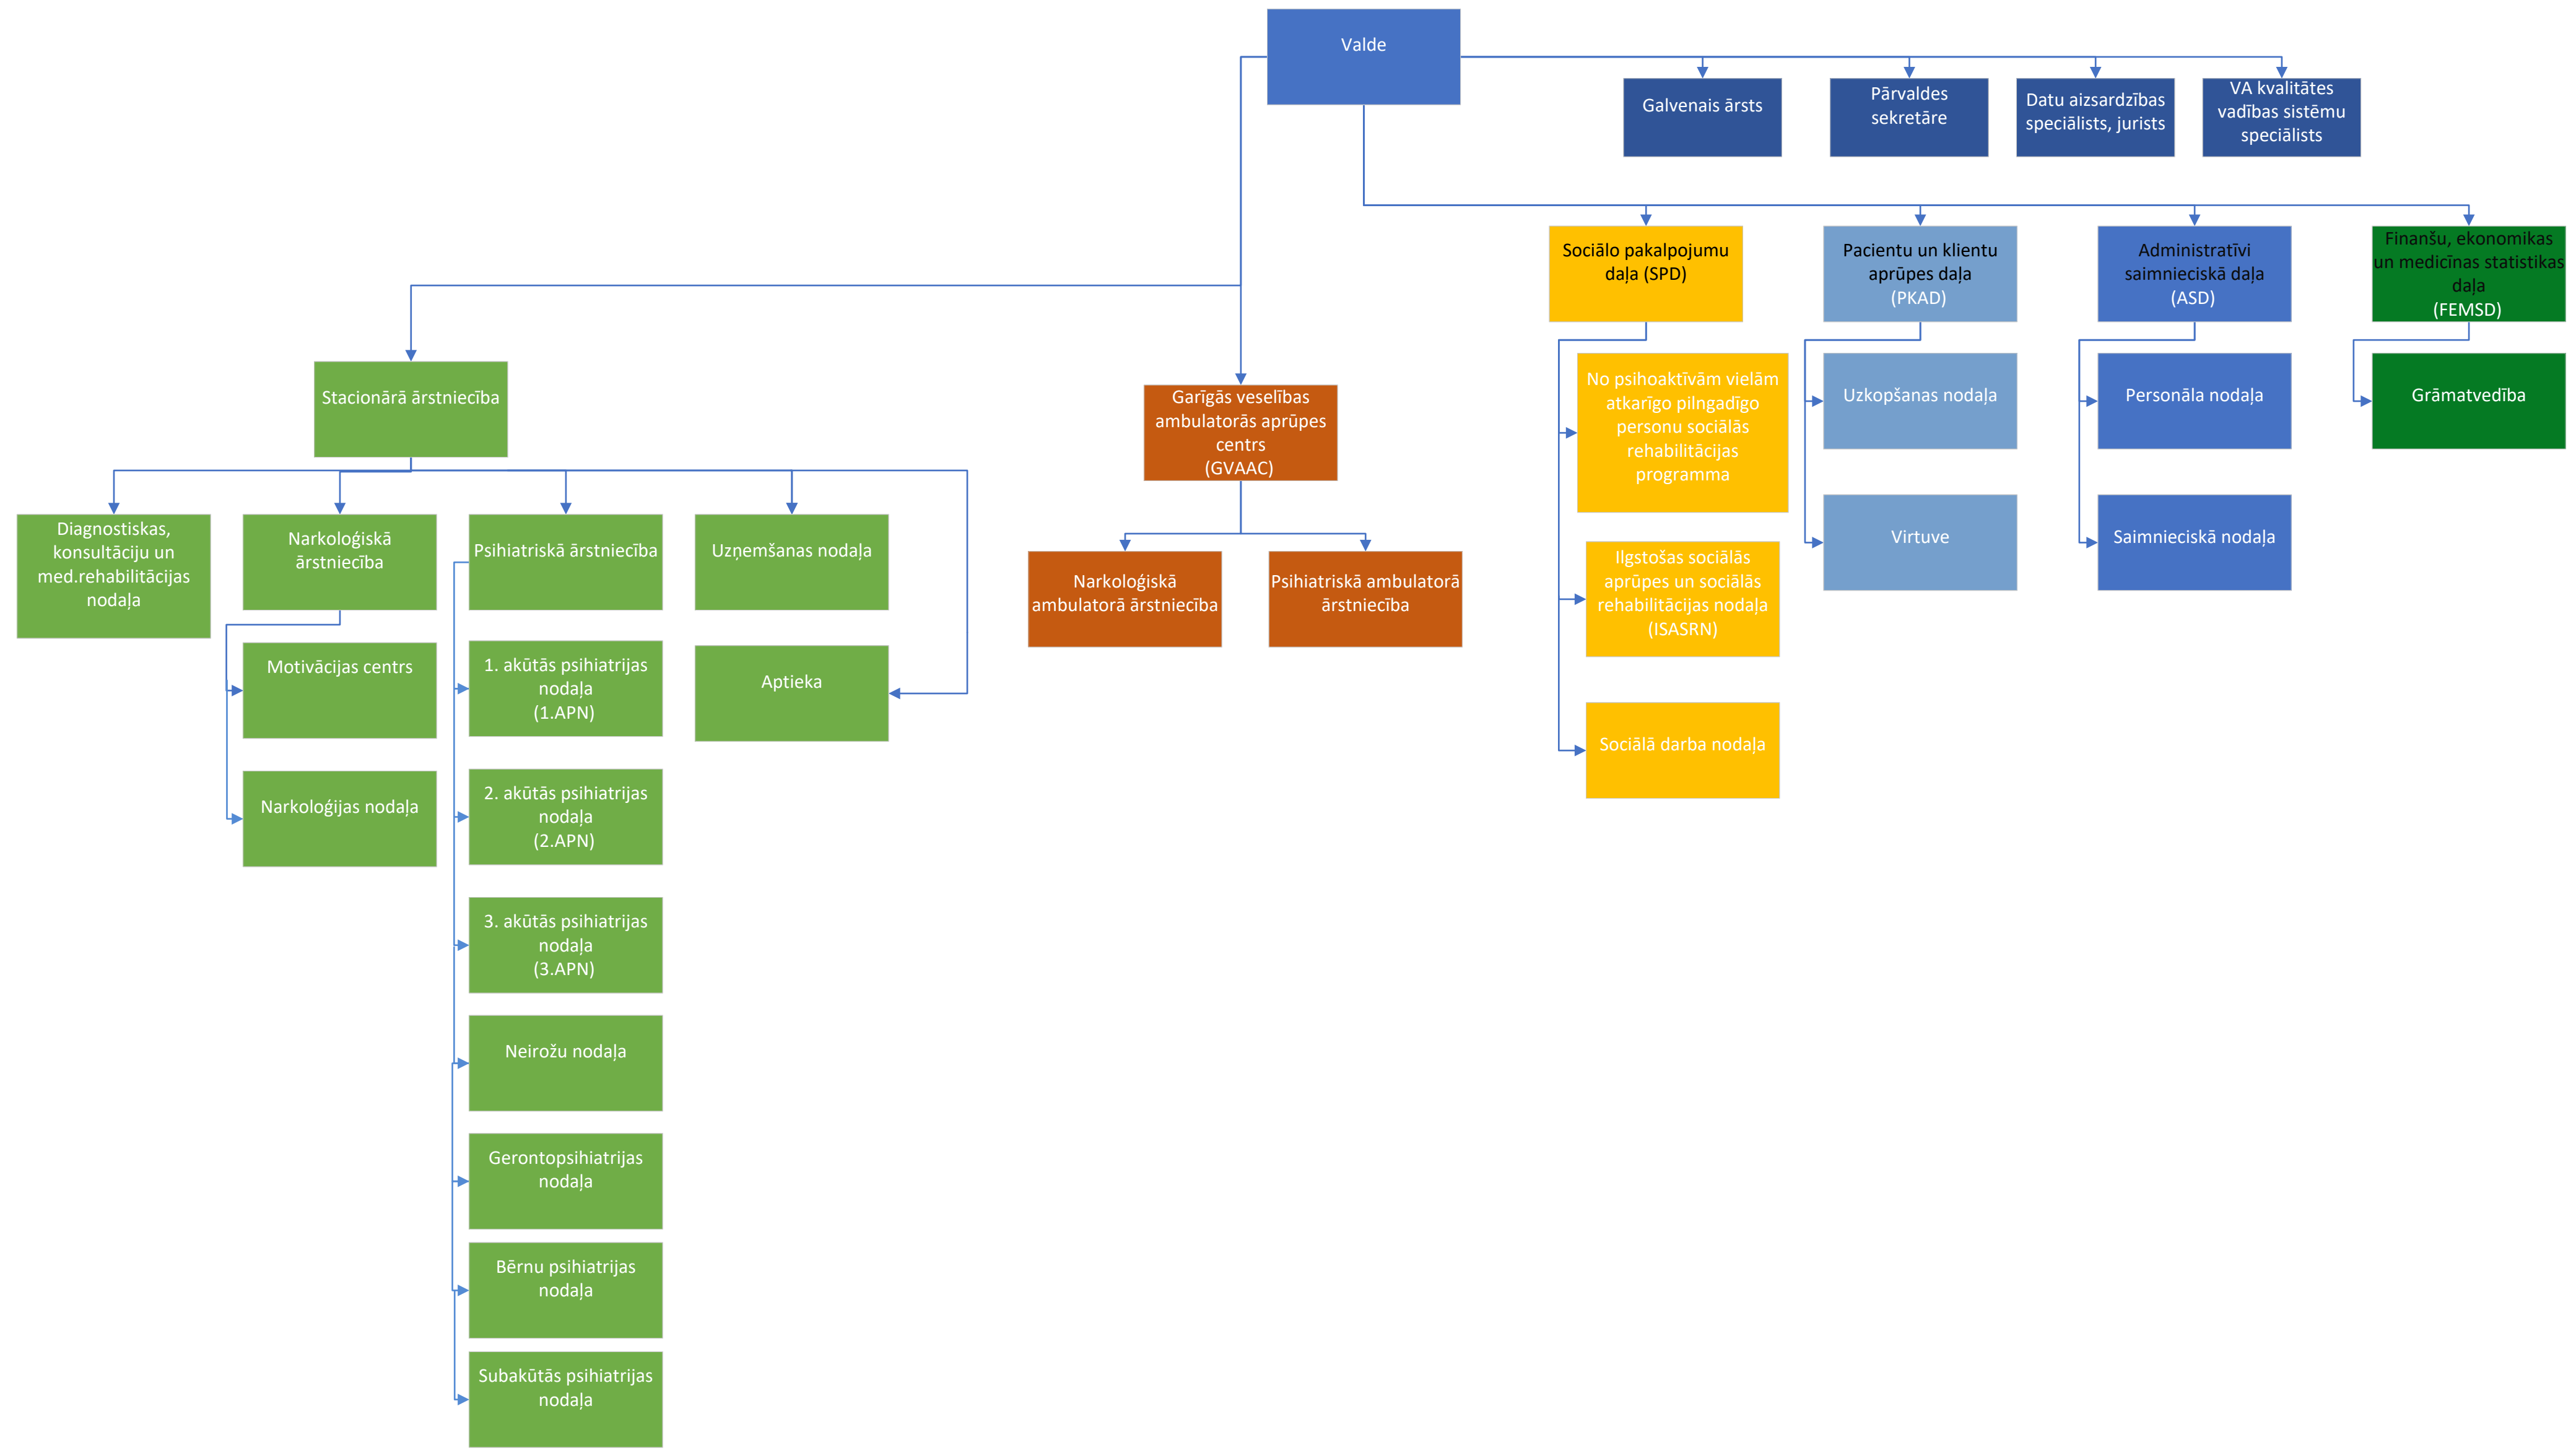 Valde
Galvenais ārsts
Pārvaldes
sekretāre
Datu aizsardzības
speciālists, jurists
VA kvalitātes
vadības sistēmu
speciālists
Sociālo pakalpojumu
daļa (SPD)
Pacientu un klientu
aprūpes daļa
(PKAD)
Administratīvi
saimnieciskā daļa
(ASD)
Finanšu, ekonomikas
un medicīnas statistikas
daļa
(FEMSD)
No psihoaktīvām vielām
atkarīgo pilngadīgo
personu sociālās
rehabilitācijas
programma
Uzkopšanas nodaļa
Personāla nodaļa
Grāmatvedība
Ilgstošas sociālās
aprūpes un sociālās
rehabilitācijas nodaļa
(ISASRN)
Virtuve
Saimnieciskā nodaļa
Sociālā darba nodaļa
Stacionārā ārstniecība
Garīgās veselības
ambulatorās aprūpes
centrs
(GVAAC)
Diagnostiskas,
konsultāciju un
med.rehabilitācijas
nodaļa
Narkoloģiskā
ārstniecība
Psihiatriskā ārstniecība
Uzņemšanas nodaļa
Narkoloģiskā
ambulatorā ārstniecība
Psihiatriskā ambulatorā
ārstniecība
Motivācijas centrs
1. akūtās psihiatrijas
nodaļa
(1.APN)
Aptieka
Narkoloģijas nodaļa
2. akūtās psihiatrijas
nodaļa
(2.APN)
3. akūtās psihiatrijas
nodaļa
(3.APN)
Neirožu nodaļa
Gerontopsihiatrijas
nodaļa
Bērnu psihiatrijas
nodaļa
Subakūtās psihiatrijas
nodaļa